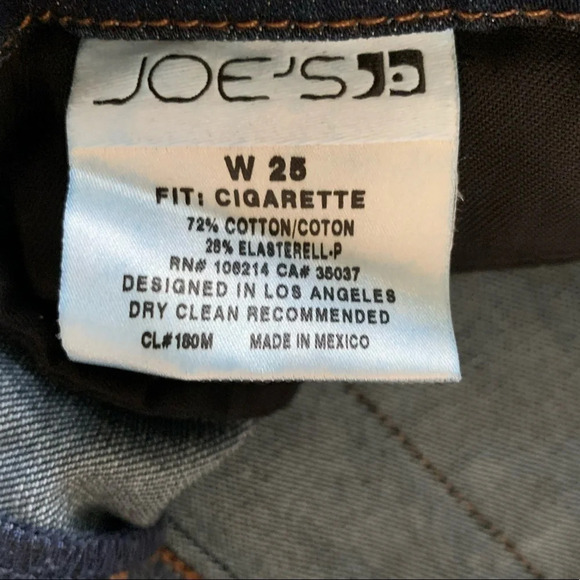 JOE'S
W 25
FIT: CIGARETTE
72% COTTON/COTON
28% ELASTERELL-P
RN# 106214 CA# 35037
DESIGNED IN LOS ANGELES
DRY CLEAN RECOMMENDED
CL#180M MADE IN MEXICO